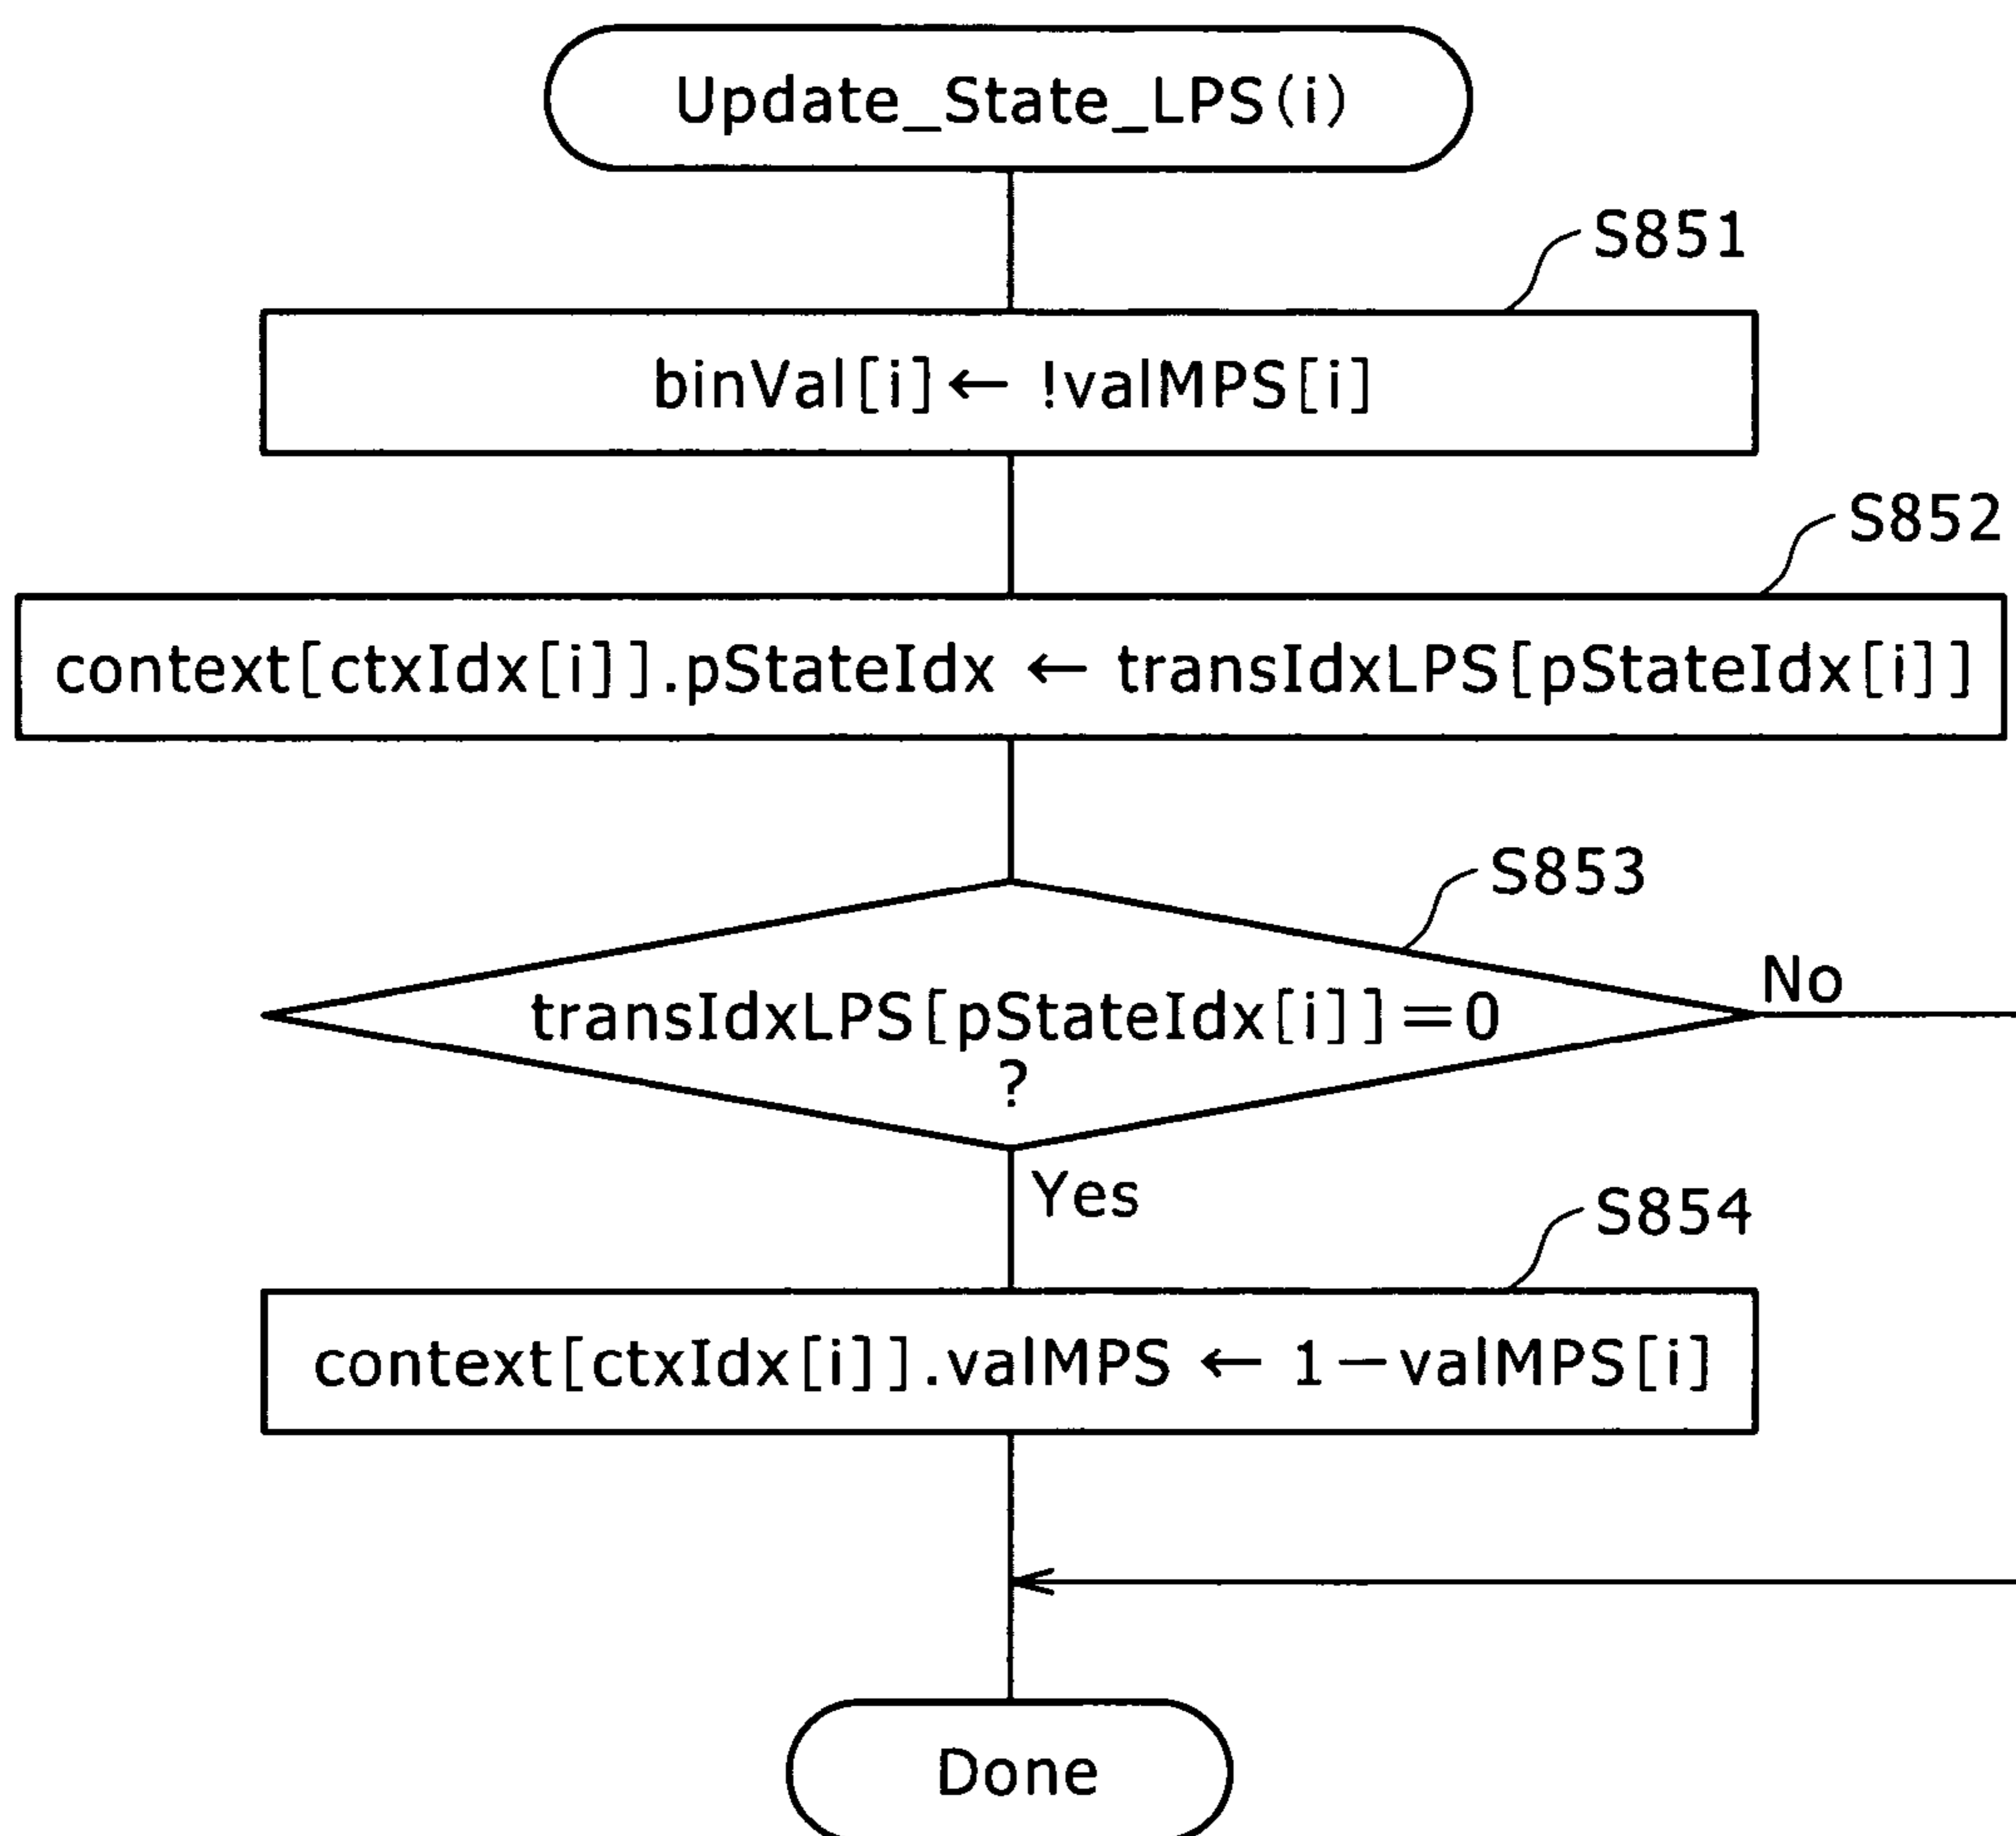 Update_State_LPS(i)
S851
binVal[i]← !valMPS[i]
S852
context[ctxIdx[i]].pStateIdx ← transIdxLPS[pStateIdx[i]]
S853
transIdxLPS[pStateIdx[i]]=0
?
No
Yes
S854
context[ctxIdx[i]].valMPS ← 1−valMPS[i]
Done